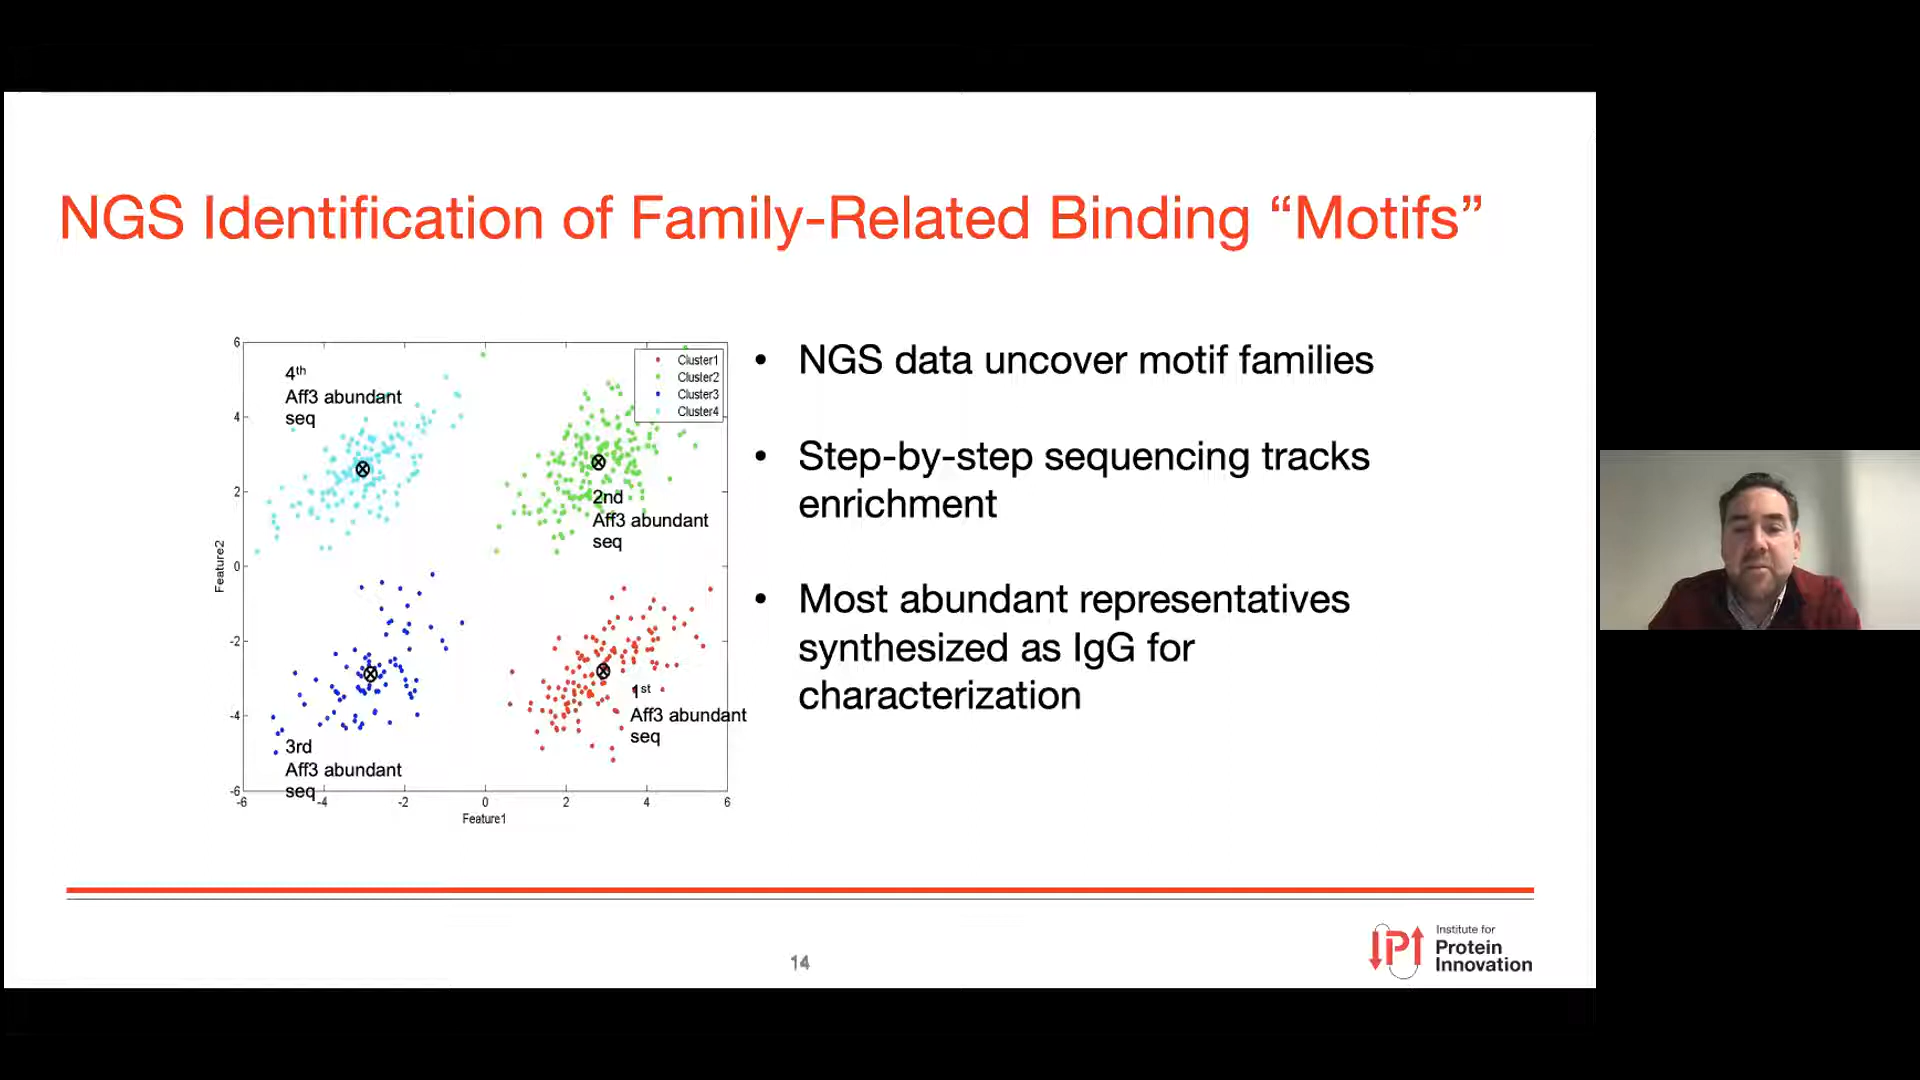 NGS Identification of Family-Related Binding “Motifs”
6
4
2
0
-2
-4
-6
Feature2
-6
-4
-2
0
2
4
6
Feature1
Cluster1
Cluster2
Cluster3
Cluster4
4th
Aff3 abundant
seq
2nd
Aff3 abundant
seq
3rd
Aff3 abundant
seq
1st
Aff3 abundant
seq
• NGS data uncover motif families
• Step-by-step sequencing tracks
enrichment
• Most abundant representatives
synthesized as IgG for
characterization
14
IPI
Institute for
Protein
Innovation